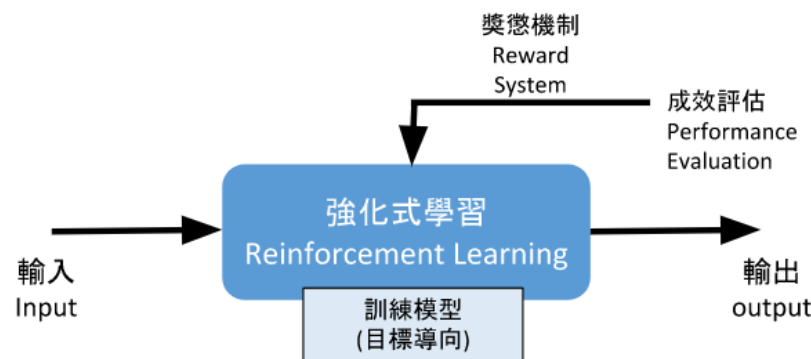 獎懲機制
Reward
System
成效評估
Performance
Evaluation
強化式學習
Reinforcement Learning
輸入
Input
輸出
output
訓練模型
(目標導向)